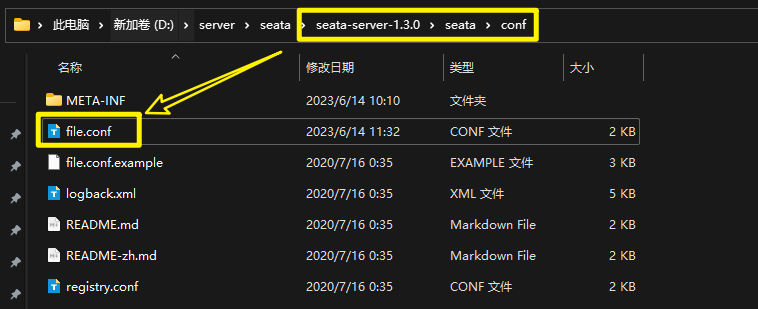 此电脑 > 新加卷 (D:) > server > seata > seata-server-1.3.0 > seata > conf
名称 修改日期 类型 大小
META-INF 2023/6/14 10:10 文件夹
file.conf 2023/6/14 11:32 CONF 文件 2 KB
file.conf.example 2020/7/16 0:35 EXAMPLE 文件 3 KB
logback.xml 2020/7/16 0:35 XML 文件 5 KB
README.md 2020/7/16 0:35 Markdown File 2 KB
README-zh.md 2020/7/16 0:35 Markdown File 2 KB
registry.conf 2020/7/16 0:35 CONF 文件 2 KB